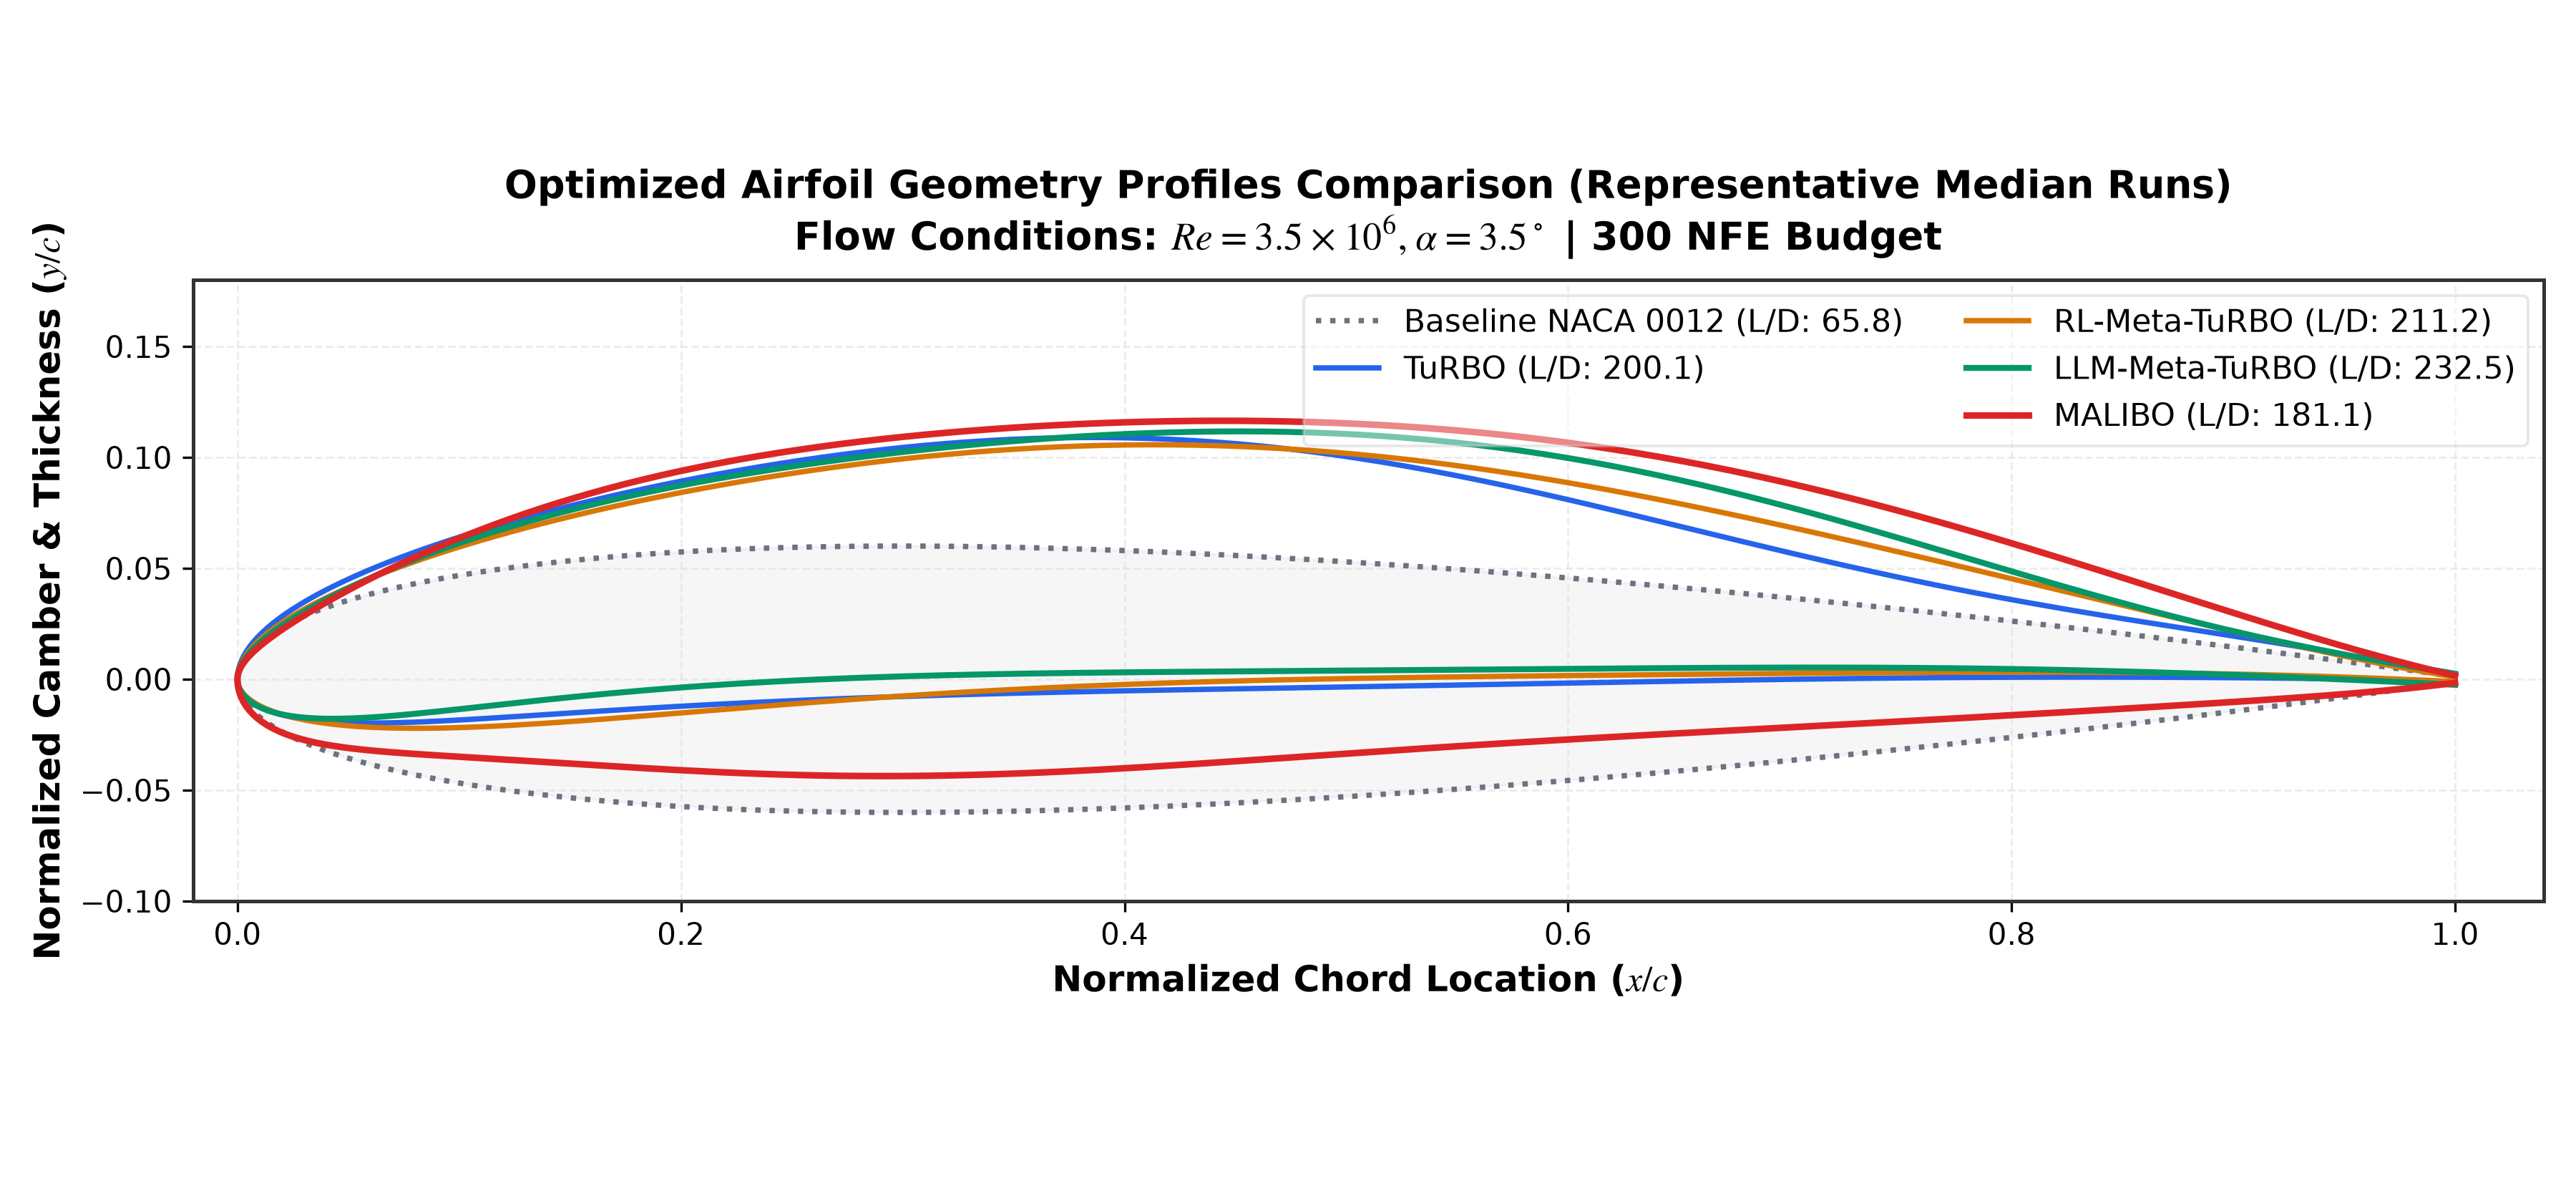 Optimized Airfoil Geometry Profiles Comparison (Representative Median Runs)
Flow Conditions: Re = 3.5 × 10⁶, α = 3.5° | 300 NFE Budget
Normalized Camber & Thickness (y/c)
0.15
0.10
0.05
0.00
−0.05
−0.10
Baseline NACA 0012 (L/D: 65.8)
TuRBO (L/D: 200.1)
RL-Meta-TuRBO (L/D: 211.2)
LLM-Meta-TuRBO (L/D: 232.5)
MALIBO (L/D: 181.1)
0.0 0.2 0.4 0.6 0.8 1.0
Normalized Chord Location (x/c)